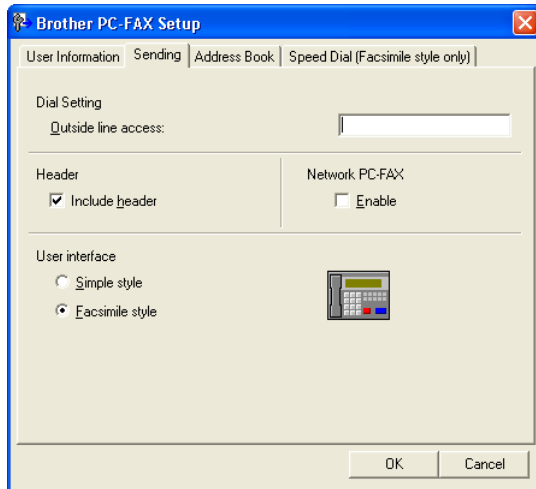 Brother PC-FAX Setup
User Information Sending Address Book Speed Dial (Facsimile style only)
Dial Setting
Outside line access:
Header Network PC-FAX
Include header Enable
User interface
Simple style
Facsimile style
OK Cancel